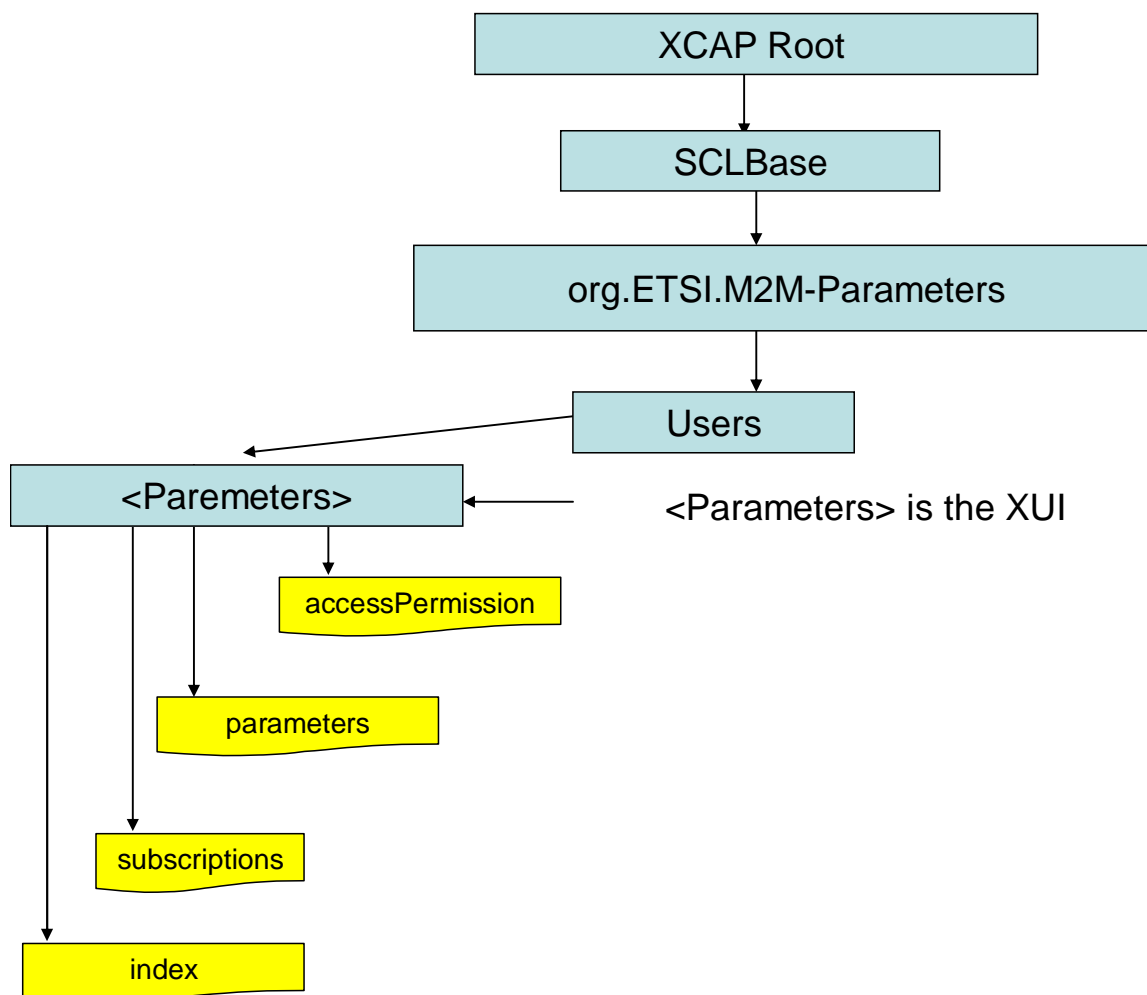 XCAP Root
SCLBase
org.ETSI.M2M-Parameters
Users
<Paremeters>
<Parameters> is the XUI
accessPermission
parameters
subscriptions
index